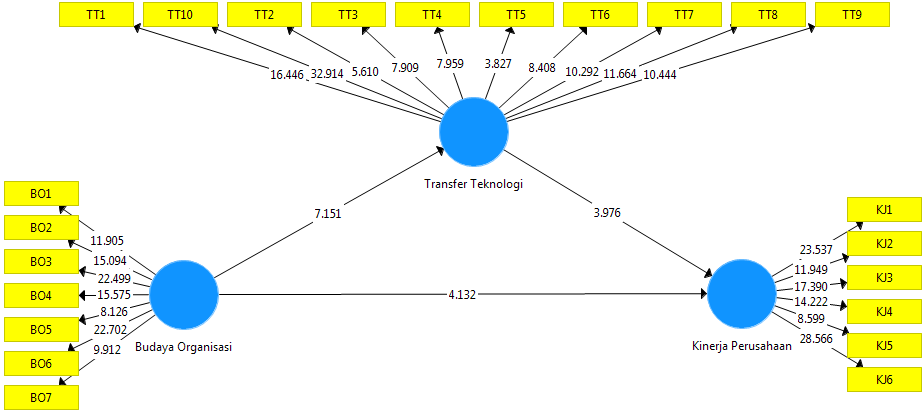 TT1 TT10 TT2 TT3 TT4 TT5 TT6 TT7 TT8 TT9
16.446 32.914 5.610 7.909 7.959 3.827 8.408 10.292 11.664 10.444
Transfer Teknologi
7.151
3.976
4.132
BO1
BO2
BO3
BO4
BO5
BO6
BO7
11.905
15.094
22.499
15.575
8.126
22.702
9.912
Budaya Organisasi
KJ1
KJ2
KJ3
KJ4
KJ5
KJ6
23.537
11.949
17.390
14.222
8.599
28.566
Kinerja Perusahaan